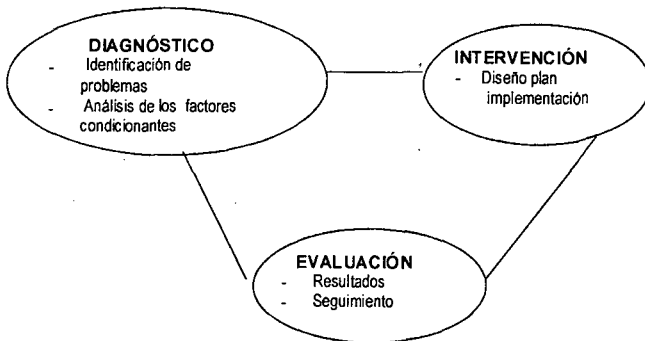 DIAGNÓSTICO
- Identificación de
problemas
- Análisis de los factores
condicionantes
INTERVENCIÓN
- Diseño plan
implementación
EVALUACIÓN
- Resultados
- Seguimiento